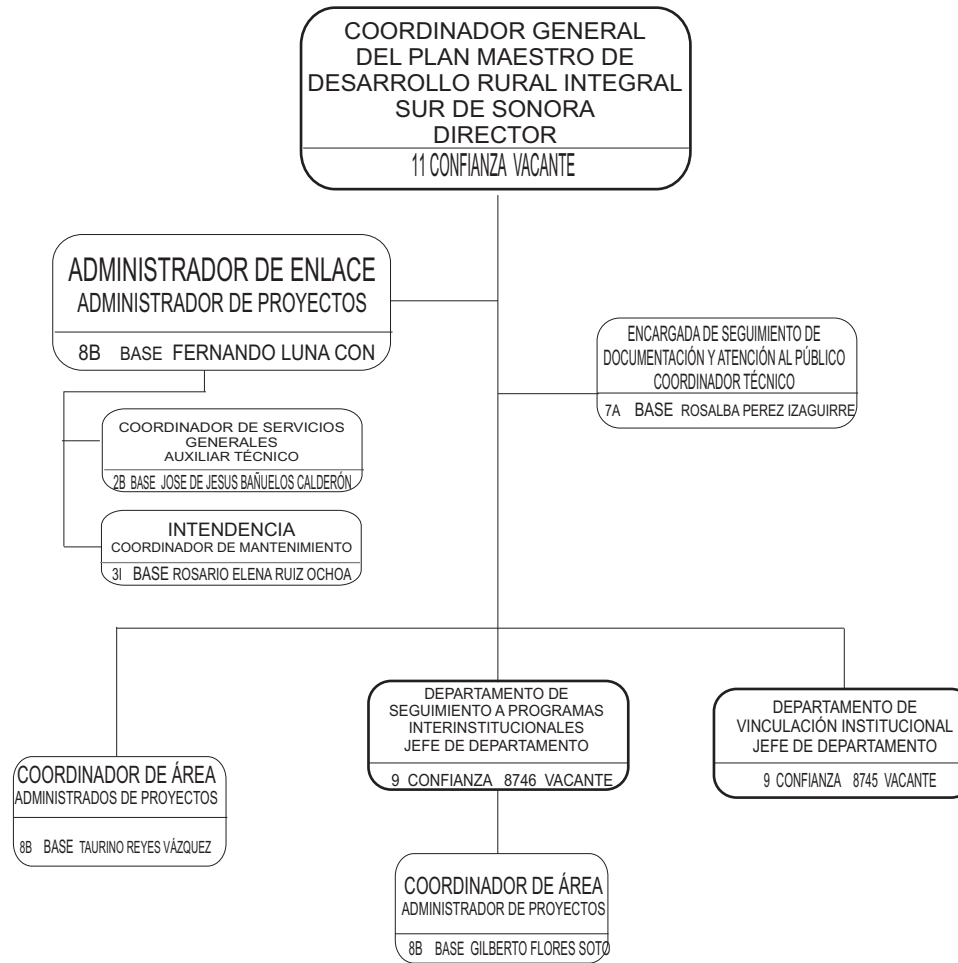 COORDINADOR GENERAL
DEL PLAN MAESTRO DE
DESARROLLO RURAL INTEGRAL
SUR DE SONORA
DIRECTOR
11 CONFIANZA VACANTE
ADMINISTRADOR DE ENLACE
ADMINISTRADOR DE PROYECTOS
8B BASE FERNANDO LUNA CON
ENCARGADA DE SEGUIMIENTO DE
DOCUMENTACIÓN Y ATENCIÓN AL PÚBLICO
COORDINADOR TÉCNICO
7A BASE ROSALBA PEREZ IZAGUIRRE
COORDINADOR DE SERVICIOS
GENERALES
AUXILIAR TÉCNICO
2B BASE JOSE DE JESUS BAÑUELOS CALDERÓN
INTENDENCIA
COORDINADOR DE MANTENIMIENTO
3I BASE ROSARIO ELENA RUIZ OCHOA
COORDINADOR DE ÁREA
ADMINISTRADOS DE PROYECTOS
8B BASE TAURINO REYES VÁZQUEZ
DEPARTAMENTO DE
SEGUIMIENTO A PROGRAMAS
INTERINSTITUCIONALES
JEFE DE DEPARTAMENTO
9 CONFIANZA 8746 VACANTE
DEPARTAMENTO DE
VINCULACIÓN INSTITUCIONAL
JEFE DE DEPARTAMENTO
9 CONFIANZA 8745 VACANTE
COORDINADOR DE ÁREA
ADMINISTRADOR DE PROYECTOS
8B BASE GILBERTO FLORES SOTO